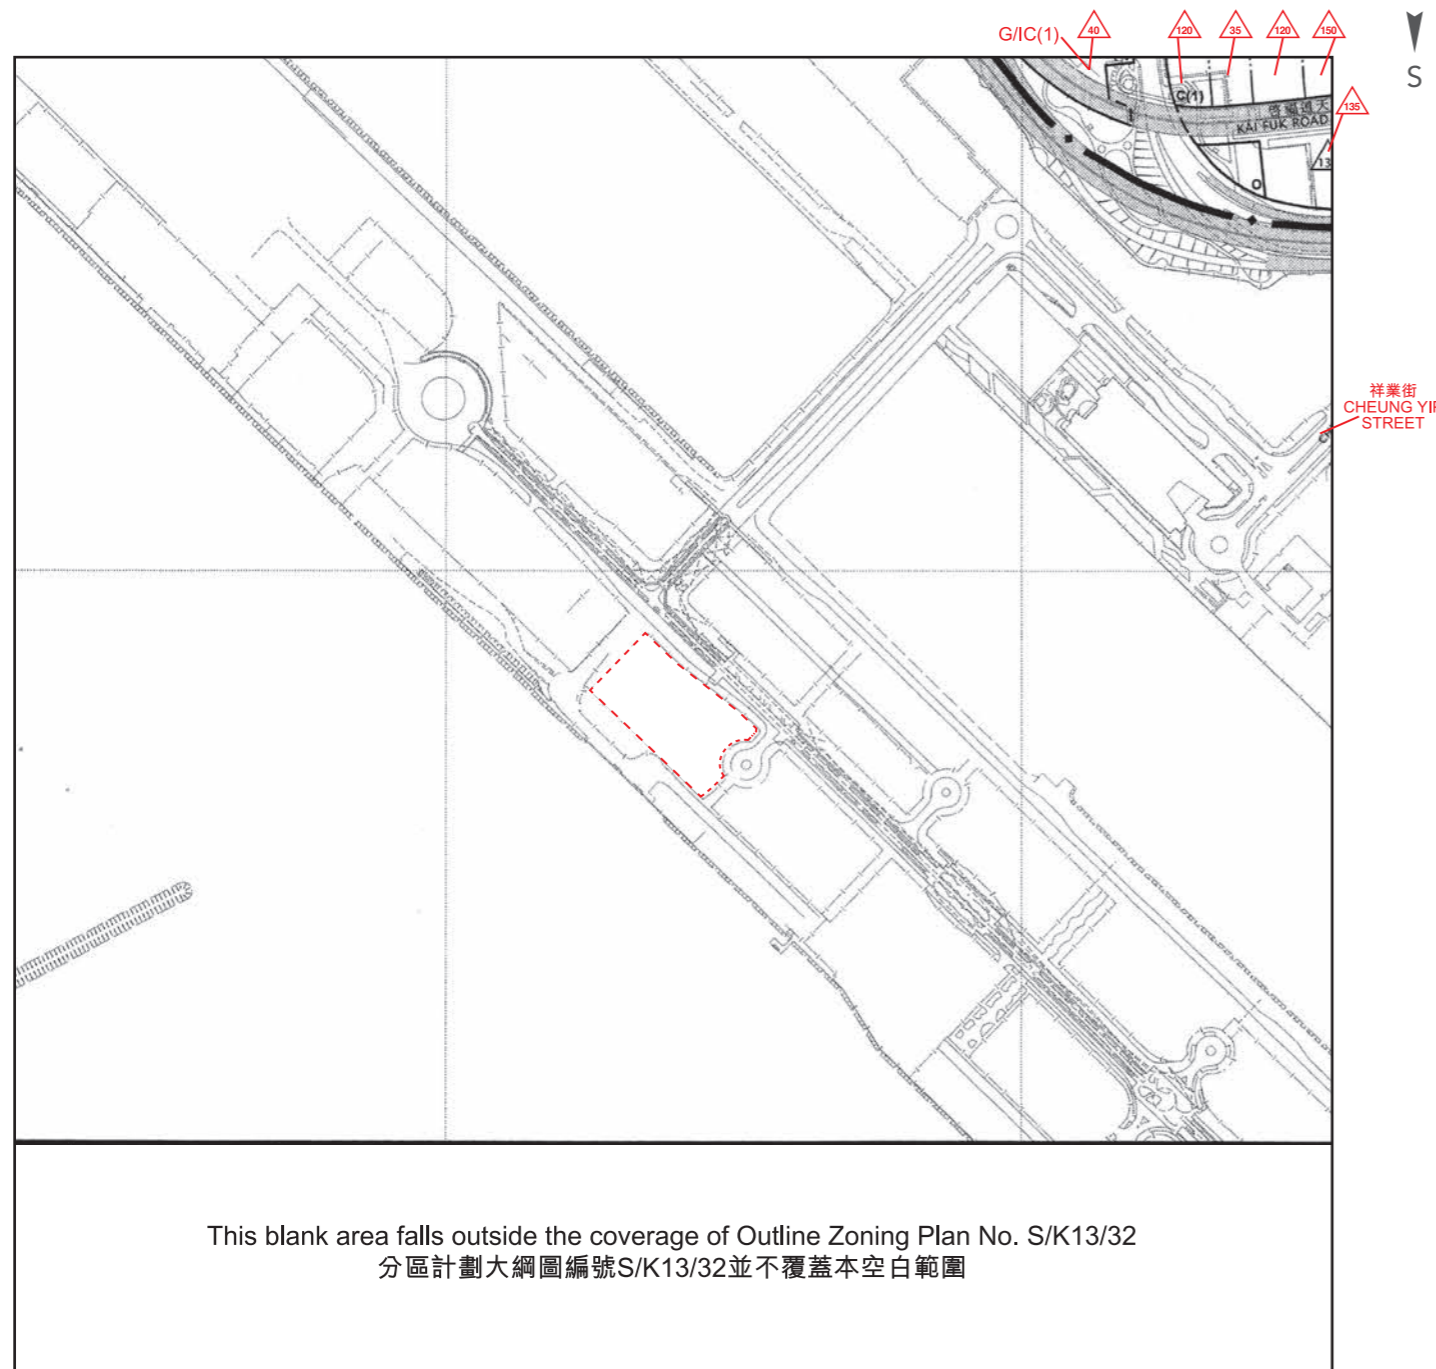 G/IC(1)
40
120
35
120
150
S
C(1)
啓福道天
KAI FUK ROAD
135
13
O
祥業街
CHEUNG YI
STREET
This blank area falls outside the coverage of Outline Zoning Plan No. S/K13/32
分區計劃大綱圖編號S/K13/32並不覆蓋本空白範圍